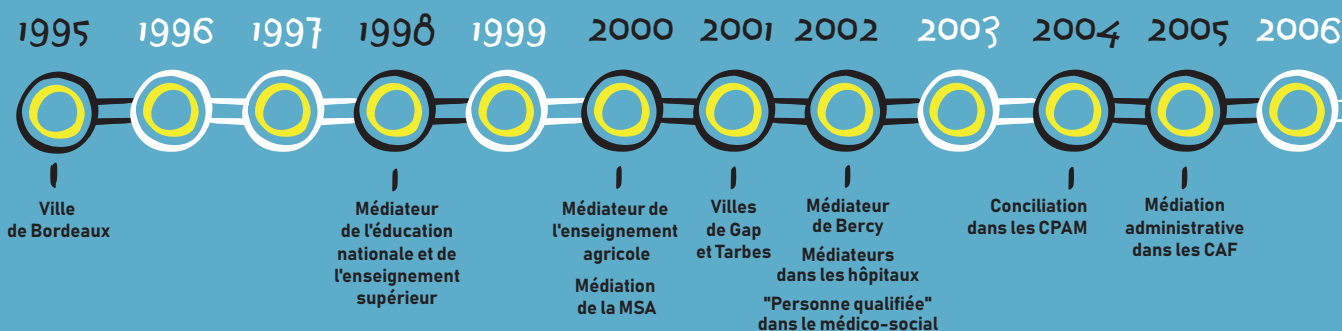 1995 1996 1997 1998 1999 2000 2001 2002 2003 2004 2005 2006
Ville
de Bordeaux
Médiateur
de l'éducation
nationale et de
l'enseignement
supérieur
Médiateur de
l'enseignement
agricole
Médiation
de la MSA
Villes
de Gap
et Tarbes
Médiateur
de Bercy
Médiateurs
dans les hôpitaux
"Personne qualifiée"
dans le médico-social
Conciliation
dans les CPAM
Médiation
administrative
dans les CAF